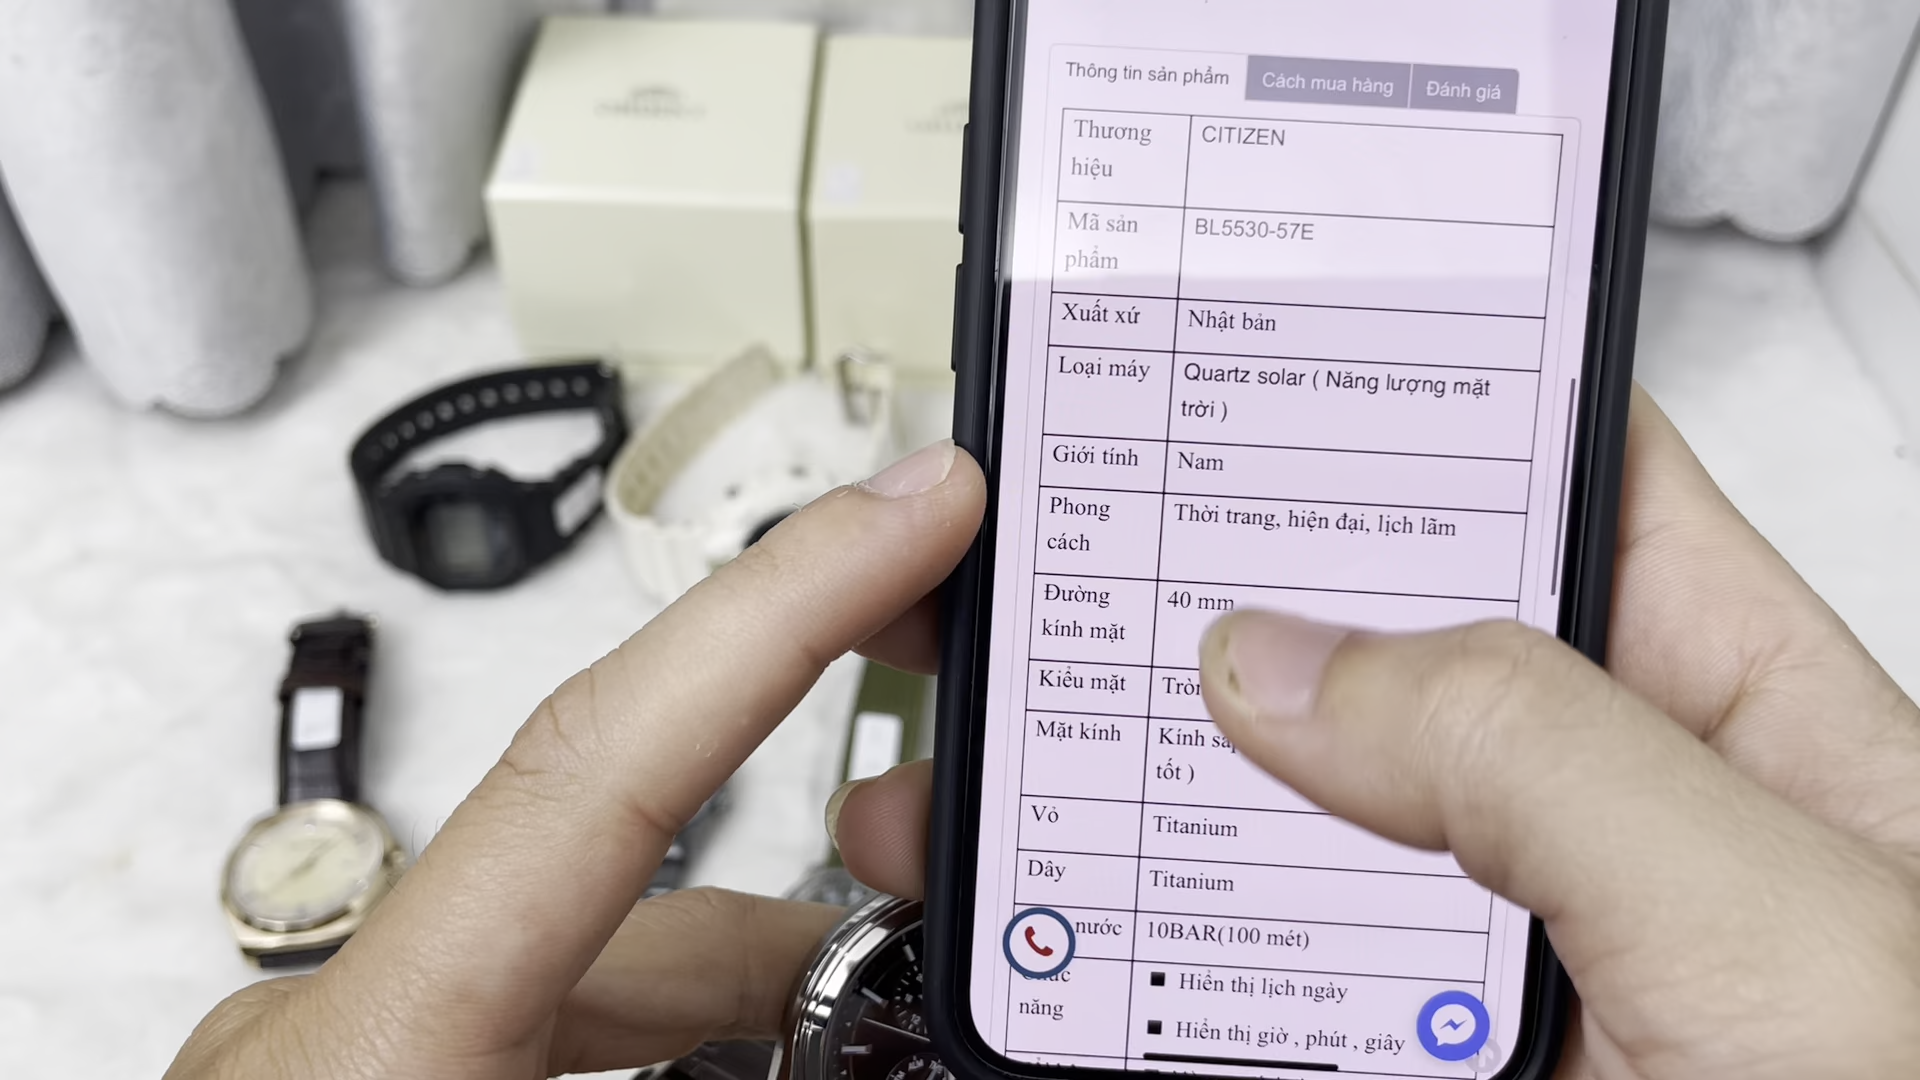 Thông tin sản phẩm
Cách mua hàng
Đánh giá
Thương hiệu
CITIZEN
Mã sản phẩm
BL5530-57E
Xuất xứ
Nhật bản
Loại máy
Quartz solar ( Năng lượng mặt
trời )
Giới tính
Nam
Phong cách
Thời trang, hiện đại, lịch lãm
Đường kính mặt
40 mm
Kiểu mặt
Mặt kính
Kính
tốt )
Vỏ
Titanium
Dây
Titanium
nước
10BAR(100 mét)
năng
Hiển thị lịch ngày
Hiển thị giờ , phút , giây